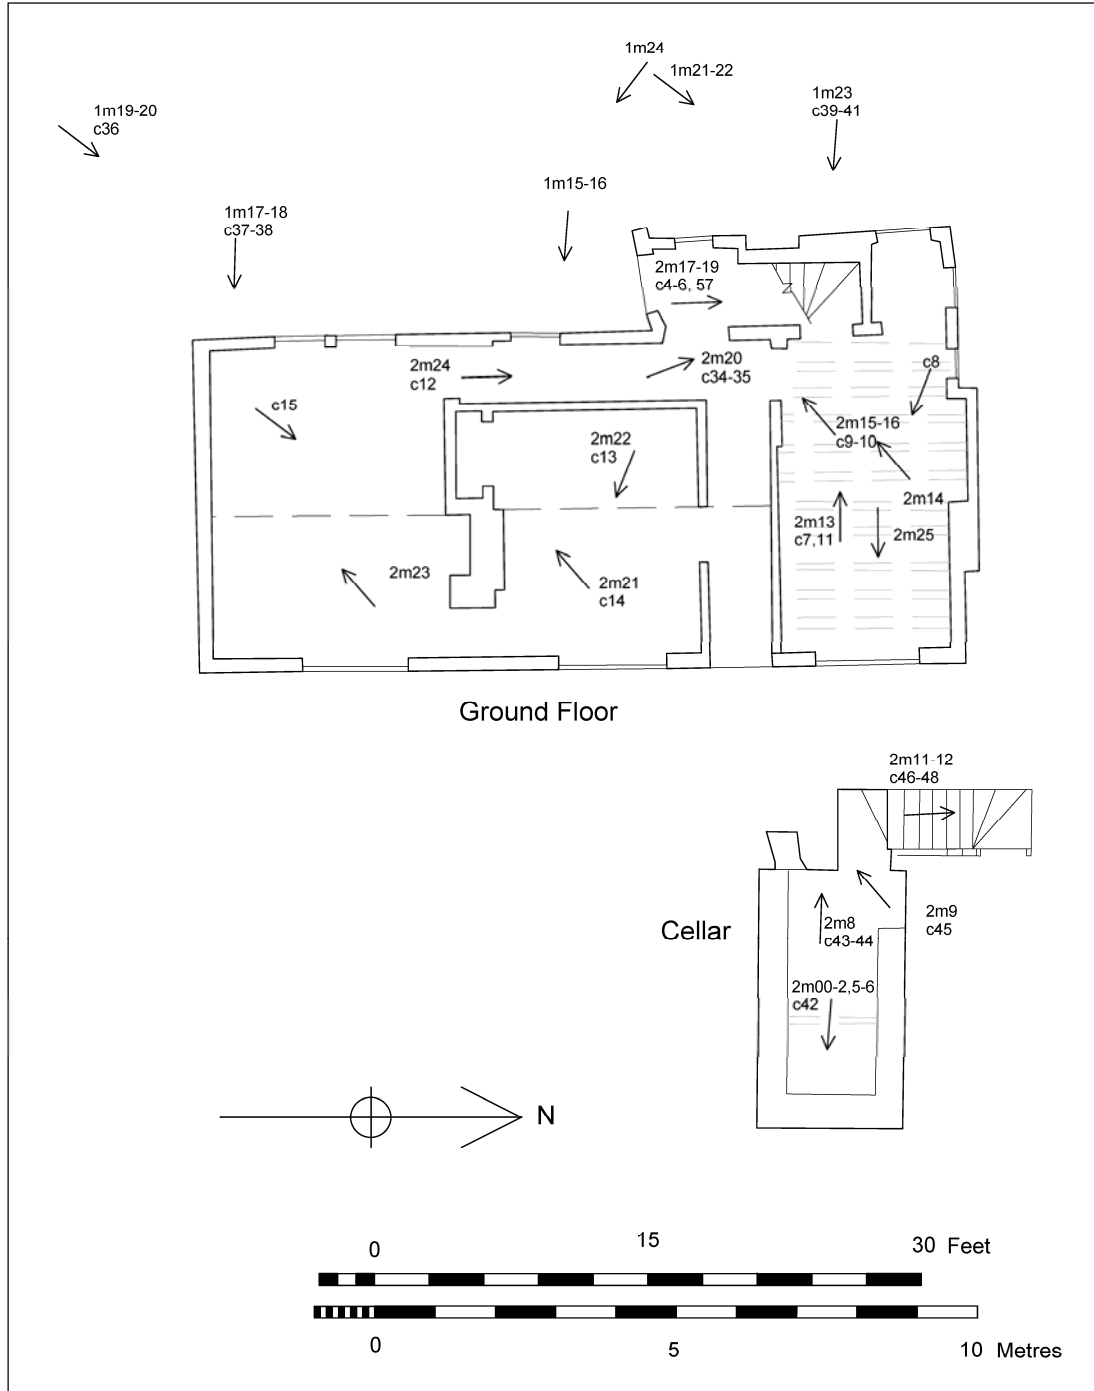 1m24
1m21-22
1m19-20
c36
1m23
c39-41
1m15-16
1m17-18
c37-38
2m17-19
c4-6, 57
2m24
c12
2m20
c34-35
c8
c15
2m15-16
c9-10
2m22
c13
2m14
2m13
c7,11
2m25
2m23
2m21
c14
Ground Floor
2m11-12
c46-48
2m9
c45
Cellar
2m8
c43-44
2m00-2,5-6
c42
N
0 15 30 Feet
0 5 10 Metres